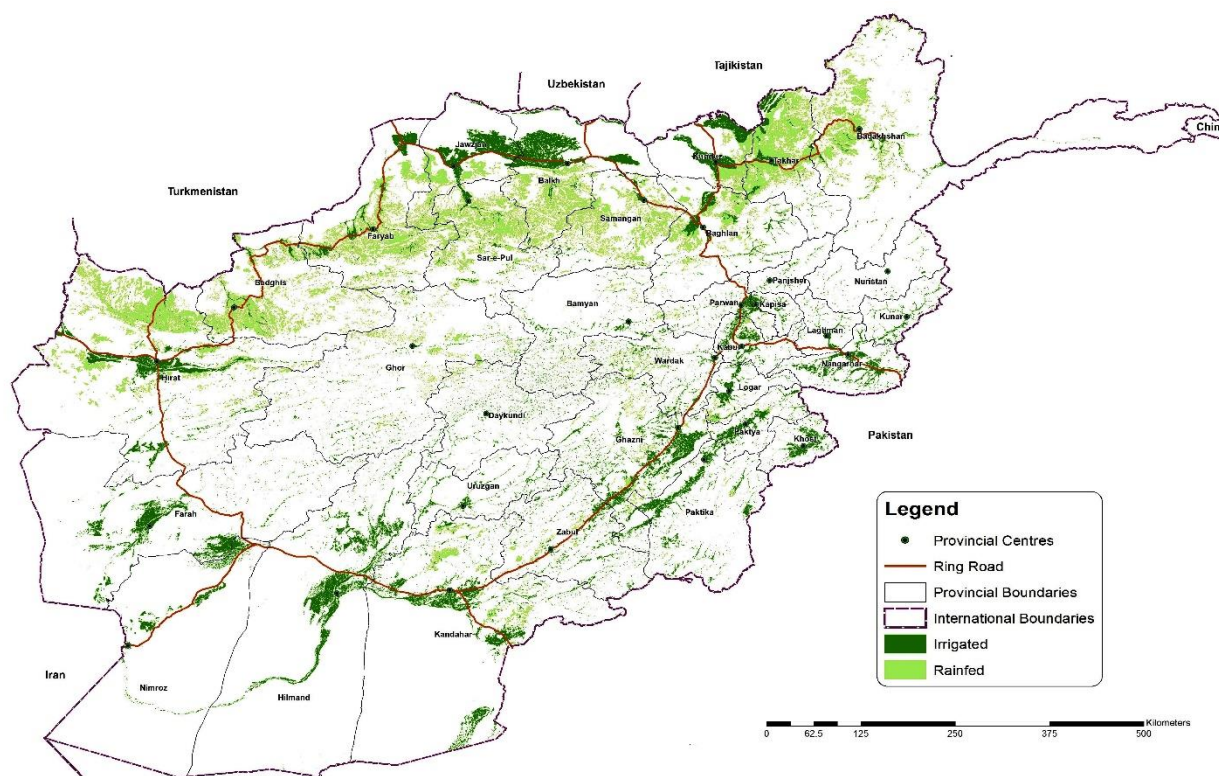 Tajikistan
Uzbekistan
China
Badakhshan
Jawzjan
Kunduz
Takhar
Balkh
Turkmenistan
Samangan
Baghlan
Faryab
Sar-e-Pul
Badghis
Panjsher
Nuristan
Bamyan
Parwan
Kapisa
Kunar
Laghman
Kabul
Wardak
Nangarhar
Ghor
Hirat
Logar
Daykundi
Pakistan
Ghazni
Paktya
Khost
Uruzgan
Paktika
Farah
Zabul
Kandahar
Iran
Nimroz
Hilmand
Legend
Provincial Centres
Ring Road
Provincial Boundaries
International Boundaries
Irrigated
Rainfed
Kilometers
0 62.5 125 250 375 500